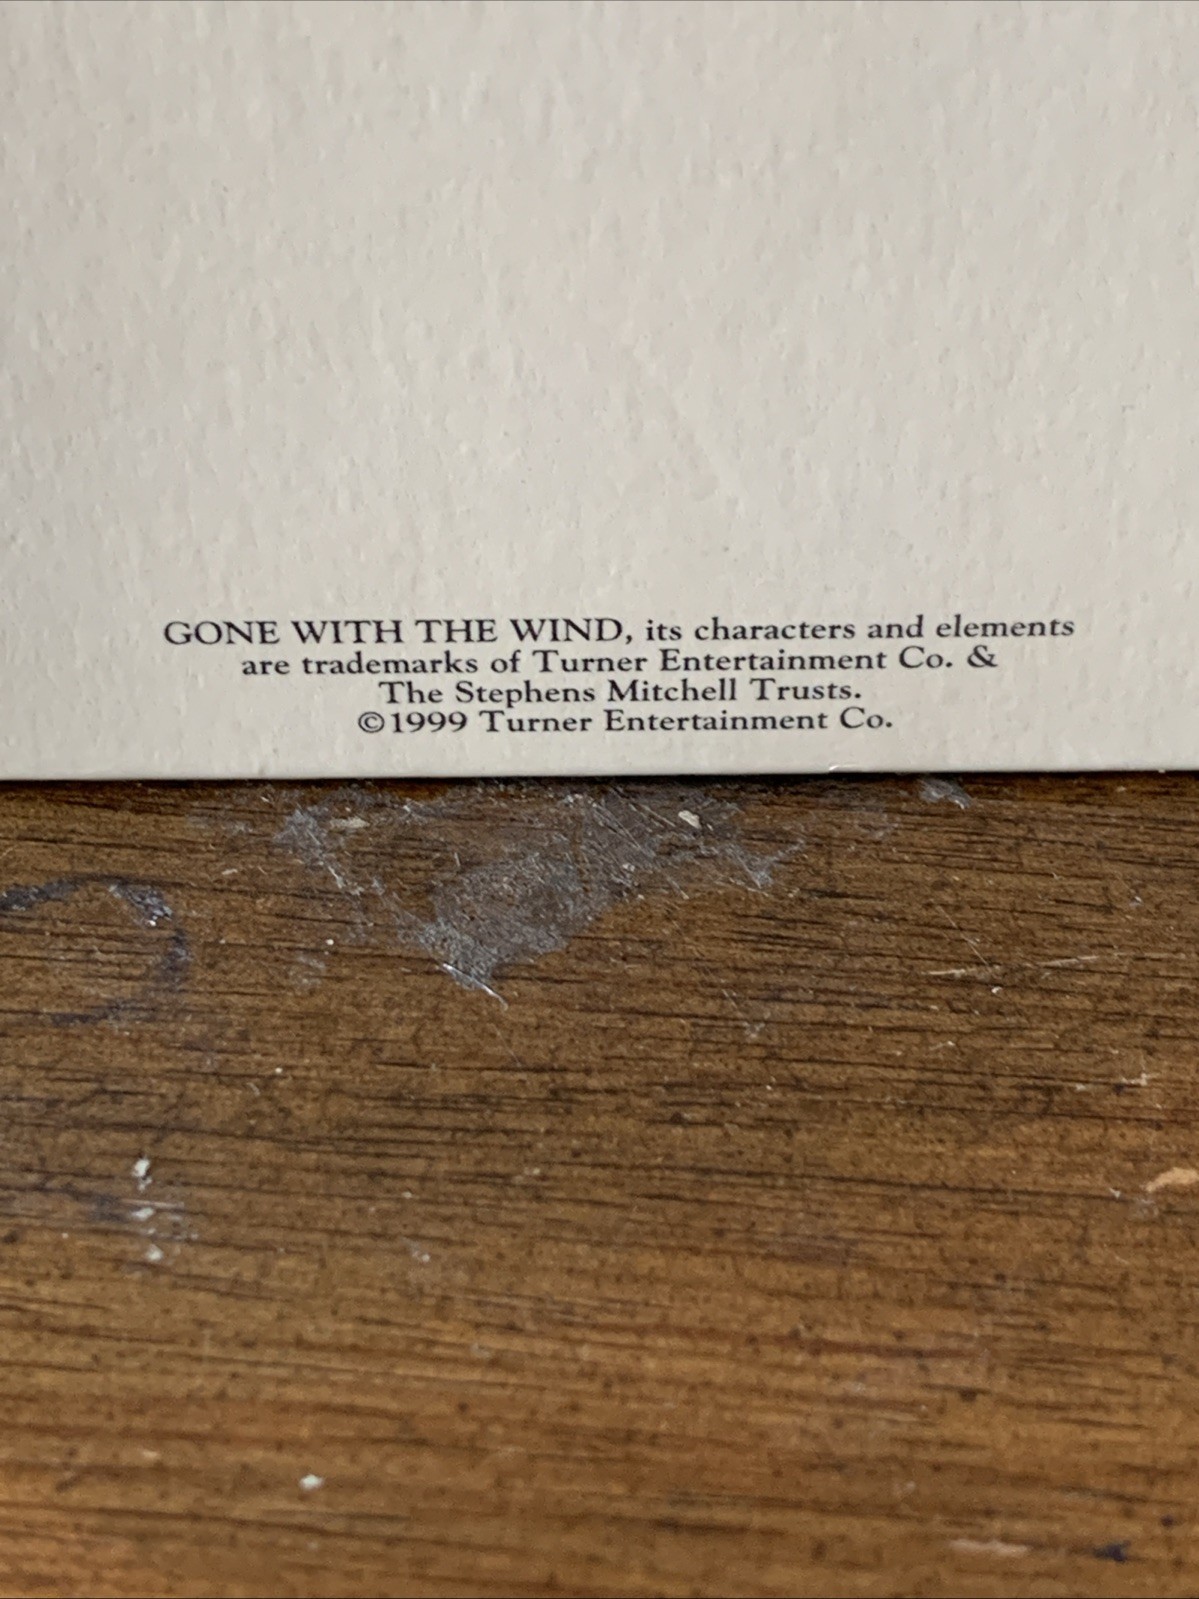 GONE WITH THE WIND, its characters and elements
are trademarks of Turner Entertainment Co. &
The Stephens Mitchell Trusts.
©1999 Turner Entertainment Co.